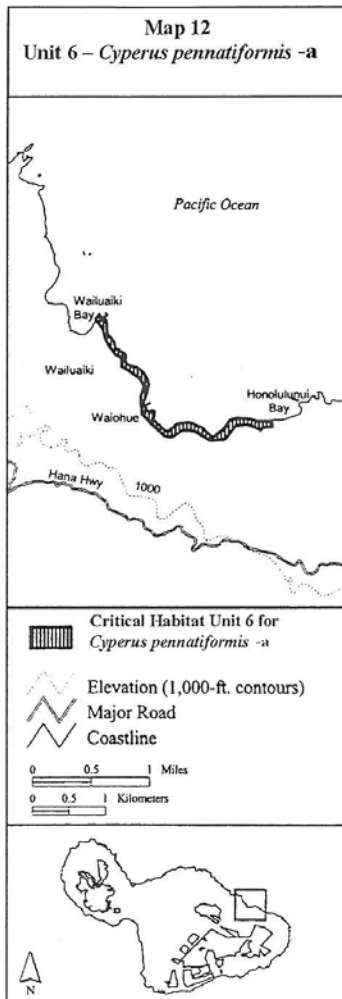 Map 12
Unit 6 – Cyperus pennatiformis -a
Pacific Ocean
Wailuaiki
Bay
Wailuaiki
Honolulunui
Bay
Waiohue
Hana Hwy
1000
Critical Habitat Unit 6 for
Cyperus pennatiformis -a
Elevation (1,000-ft. contours)
Major Road
Coastline
0 0.5 1 Miles
0 0.5 1 Kilometers
N